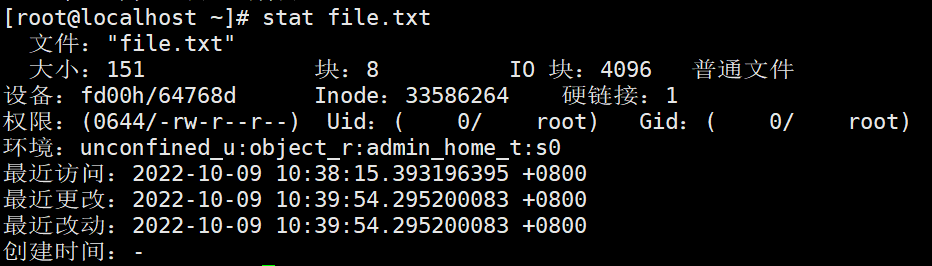 [root@localhost ~]# stat file.txt
文件："file.txt"
大小：151 块：8 IO 块：4096 普通文件
设备：fd00h/64768d Inode：33586264 硬链接：1
权限：(0644/-rw-r--r--) Uid：( 0/ root) Gid：( 0/ root)
环境：unconfined_u:object_r:admin_home_t:s0
最近访问：2022-10-09 10:38:15.393196395 +0800
最近更改：2022-10-09 10:39:54.295200083 +0800
最近改动：2022-10-09 10:39:54.295200083 +0800
创建时间：-